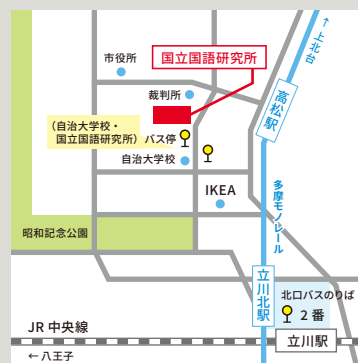 ↑上北台
市役所
国立国語研究所
裁判所
高松駅
（自治大学校・
国立国語研究所）バス停
自治大学校
IKEA
多摩モノレール
昭和記念公園
立川北駅
北口バスのりば
2番
JR 中央線
立川駅
←八王子